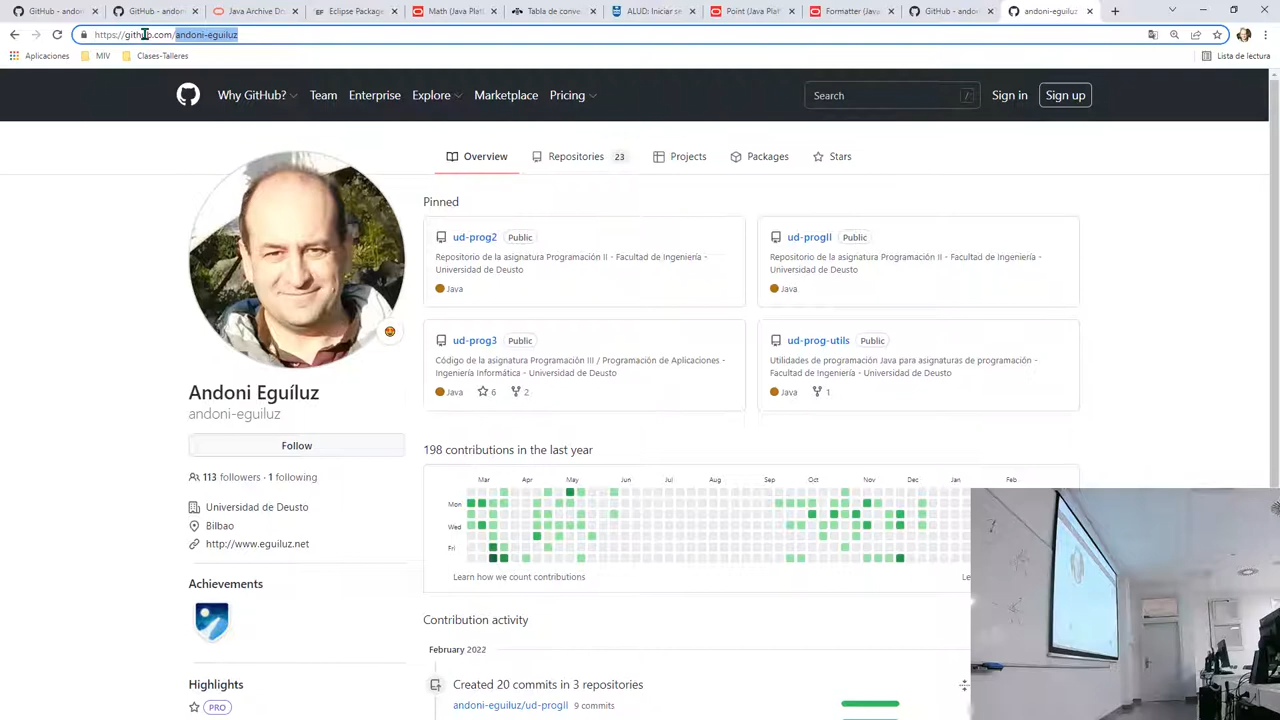 GitHub - andoni
GitHub - andoni
Java Archive Do
Eclipse Package
Math (Java Plat
Tabla de conve
ALUD: Iniciar se
Point (Java Plat
Formatter (Java
GitHub - andoni
andoni-eguiluz
https://github.com/andoni-eguiluz
Aplicaciones
MIV
Clases-Talleres
Lista de lectura
Why GitHub?
Team
Enterprise
Explore
Marketplace
Pricing
Search
/
Sign in
Sign up
Overview
Repositories 23
Projects
Packages
Stars
Andoni Eguíluz
andoni-eguiluz
Follow
113 followers · 1 following
Universidad de Deusto
Bilbao
http://www.eguiluz.net
Achievements
Highlights
PRO
Pinned
ud-prog2 Public
Repositorio de la asignatura Programación II - Facultad de Ingeniería -
Universidad de Deusto
Java
ud-progII Public
Repositorio de la asignatura Programación II - Facultad de Ingeniería -
Universidad de Deusto
Java
ud-prog3 Public
Código de la asignatura Programación III / Programación de Aplicaciones -
Ingeniería Informática - Universidad de Deusto
Java 6 2
ud-prog-utils Public
Utilidades de programación Java para asignaturas de programación -
Facultad de Ingeniería - Universidad de Deusto
Java 1
198 contributions in the last year
Mar Apr May Jun Jul Aug Sep Oct Nov Dec Jan Feb
Mon
Wed
Fri
Learn how we count contributions
Le
Contribution activity
February 2022
Created 20 commits in 3 repositories
andoni-eguiluz/ud-progII 9 commits